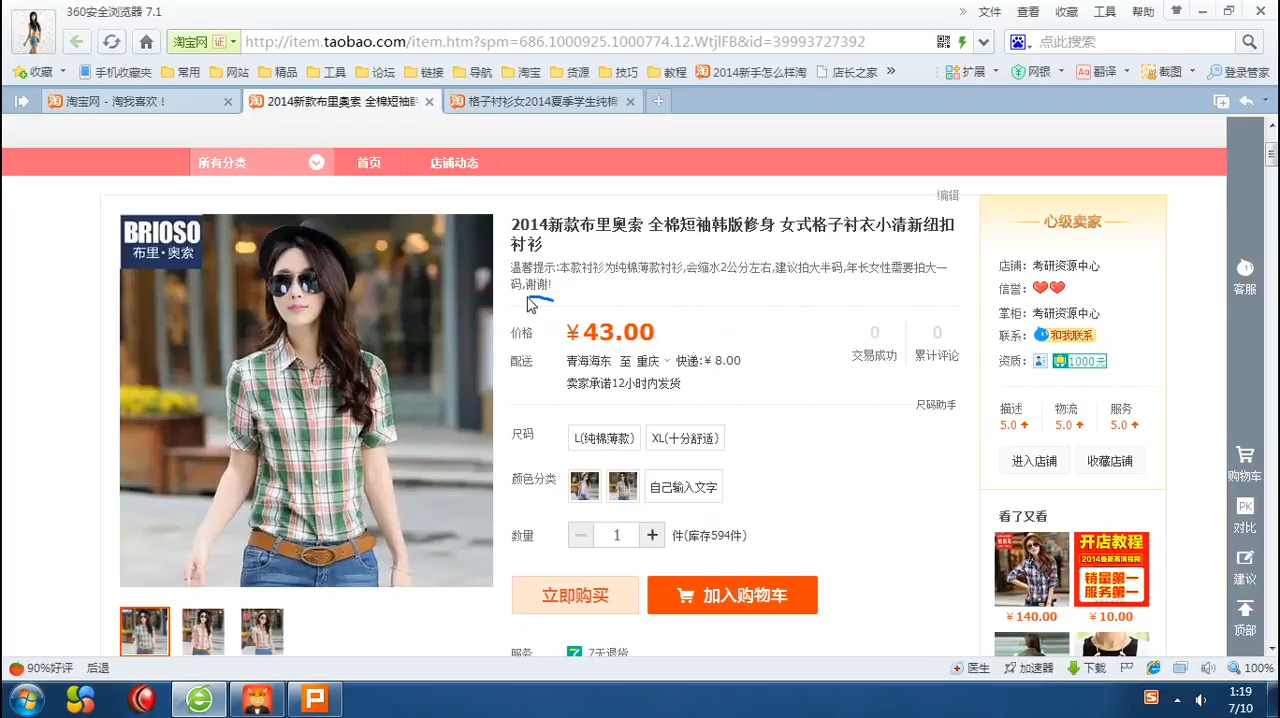 360安全浏览器 7.1
» 文件 查看 收藏 工具 帮助
淘宝网 证 http://item.taobao.com/item.htm?spm=686.1000925.1000774.12.WtjlFB&id=39993727392
点此搜索
收藏 手机收藏夹 常用 网站 精品 工具 论坛 链接 导航 淘宝 货源 技巧 教程 2014新手怎么样淘 店长之家 » 扩展 网银 Aa 翻译 截图 登录管家
淘宝网 - 淘我喜欢！
2014新款布里奥索 全棉短袖韩
格子衬衫女2014夏季学生纯棉
所有分类 首页 店铺动态
编辑
BRIOSO
布里·奥索
2014新款布里奥索 全棉短袖韩版修身 女式格子衬衣小清新纽扣
衬衫
温馨提示:本款衬衫为纯棉薄款衬衫,会缩水2公分左右,建议拍大半码,年长女性需要拍大一
码,谢谢!
价格 ¥43.00
0 交易成功
0 累计评论
配送 青海海东 至 重庆 快递:¥ 8.00
卖家承诺12小时内发货
尺码助手
尺码 L(纯棉薄款) XL(十分舒适)
颜色分类 自己输入文字
数量 1 件(库存594件)
立即购买 加入购物车
服务 7 7天退货
心级卖家
店铺：考研资源中心
信誉：
掌柜：考研资源中心
联系：和我联系
资质：1000元
描述 物流 服务
5.0 5.0 5.0
进入店铺 收藏店铺
看了又看
开店教程
2014最新高清视频
销量第一
服务第一
¥140.00 ¥10.00
客服
购物车
PK
对比
建议
顶部
90%好评 后退
医生 加速器 下载 100%
P
S
1:19
7/10